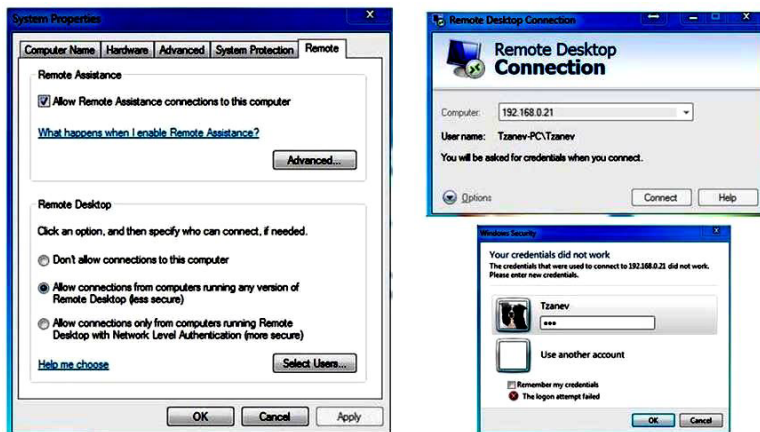 System Properties
Computer Name
Hardware
Advanced
System Protection
Remote
Remote Assistance
Allow Remote Assistance connections to this computer
What happens when I enable Remote Assistance?
Advanced...
Remote Desktop
Click an option, and then specify who can connect, if needed.
Don't allow connections to this computer
Allow connections from computers running any version of
Remote Desktop (less secure)
Allow connections only from computers running Remote
Desktop with Network Level Authentication (more secure)
Help me choose
Select Users...
OK
Cancel
Apply
Remote Desktop Connection
Remote Desktop
Connection
Computer:
192.168.0.21
User name:
Tzanev-PC\Tzanev
You will be asked for credentials when you connect.
Options
Connect
Help
Windows Security
Your credentials did not work
The credentials that were used to connect to 192.168.0.21 did not work.
Please enter new credentials.
Tzanev
•••
Use another account
Remember my credentials
The logon attempt failed
OK
Cancel